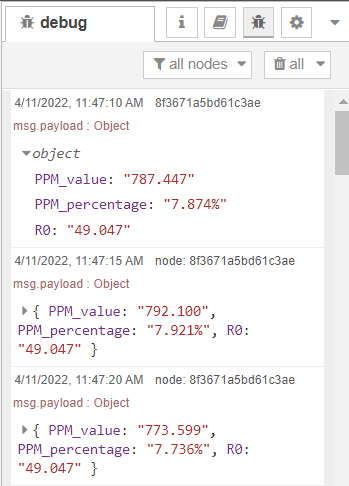 debug
all nodes
all
4/11/2022, 11:47:10 AM 8f3671a5bd61c3ae
msg.payload : Object
object
PPM_value: "787.447"
PPM_percentage: "7.874%"
R0: "49.047"
4/11/2022, 11:47:15 AM node: 8f3671a5bd61c3ae
msg.payload : Object
{ PPM_value: "792.100",
PPM_percentage: "7.921%", R0:
"49.047" }
4/11/2022, 11:47:20 AM node: 8f3671a5bd61c3ae
msg.payload : Object
{ PPM_value: "773.599",
PPM_percentage: "7.736%", R0:
"49.047" }